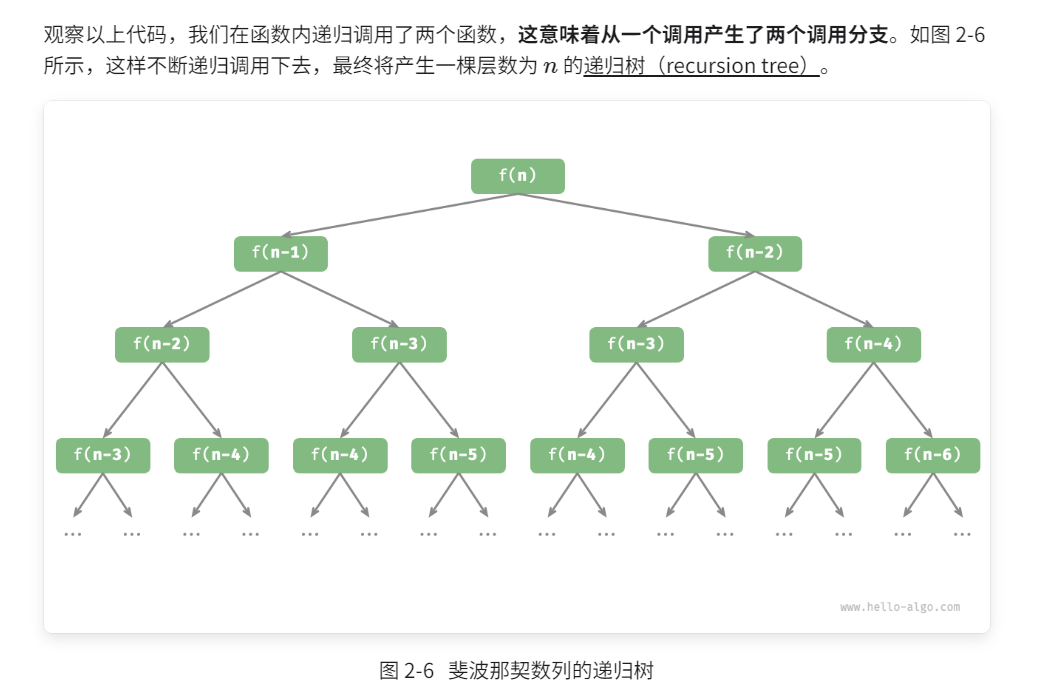 观察以上代码，我们在函数内递归调用了两个函数，这意味着从一个调用产生了两个调用分支。如图 2-6
所示，这样不断递归调用下去，最终将产生一棵层数为 n 的递归树（recursion tree）。
f(n)
f(n-1) f(n-2)
f(n-2) f(n-3) f(n-3) f(n-4)
f(n-3) f(n-4) f(n-4) f(n-5) f(n-4) f(n-5) f(n-5) f(n-6)
... ... ... ... ... ... ... ... ... ... ... ... ... ... ... ...
www.hello-algo.com
图 2-6 斐波那契数列的递归树